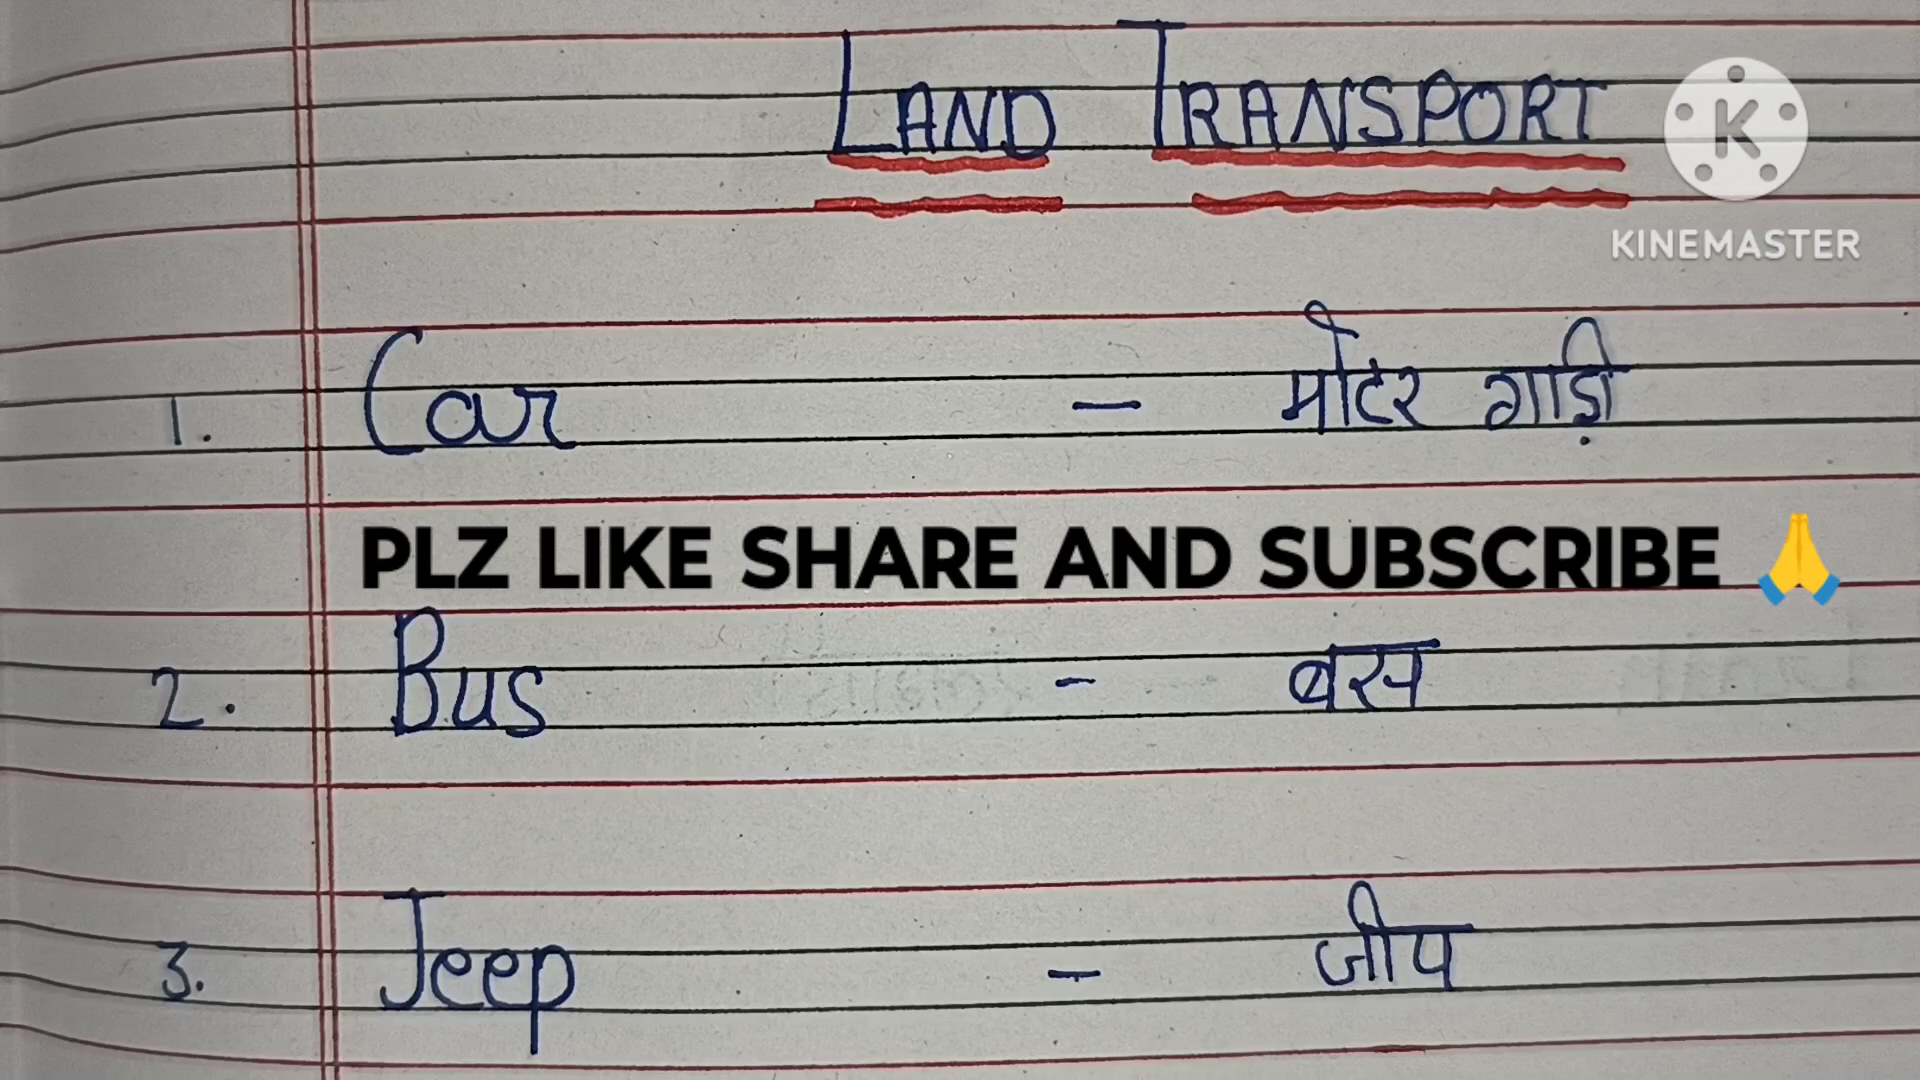 LAND TRANSPORT
KINEMASTER
1. Car - मोटर गाड़ी
PLZ LIKE SHARE AND SUBSCRIBE 🙏
2. Bus - बस
3. Jeep - जीप